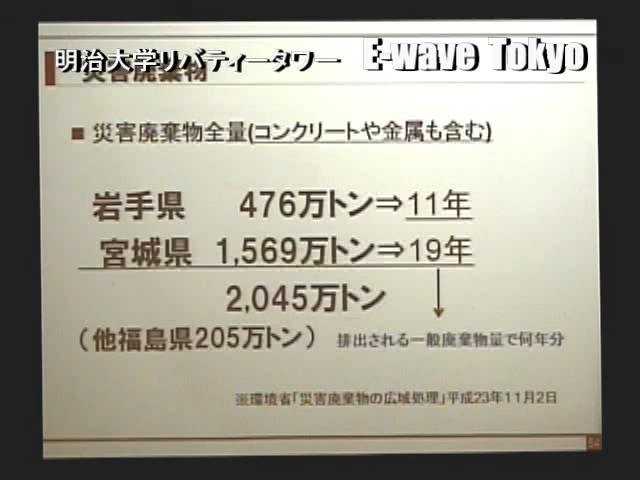 明治大学リバティータワー E-wave Tokyo
災害廃棄物
■ 災害廃棄物全量(コンクリートや金属も含む)
岩手県 476万トン⇒11年
宮城県 1,569万トン⇒19年
2,045万トン
(他福島県205万トン) 排出される一般廃棄物量で何年分
※環境省「災害廃棄物の広域処理」平成23年11月2日